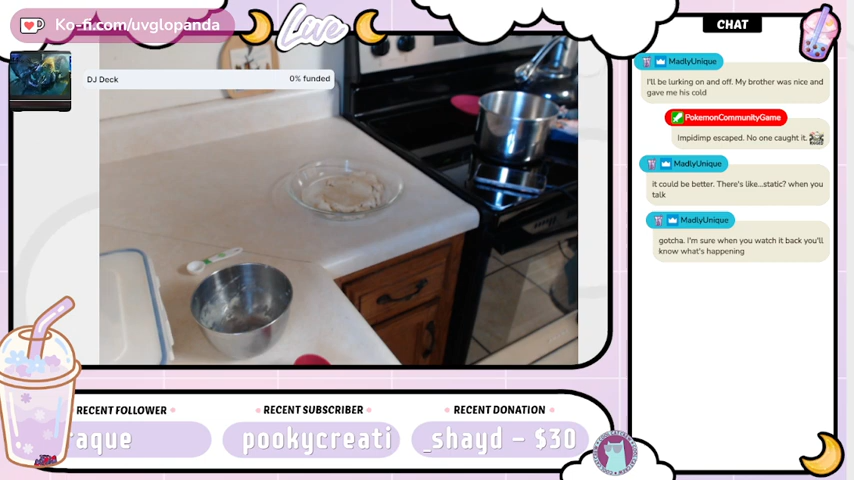 Ko-fi.com/uvglopanda
Live
CHAT
DJ Deck 0% funded
MadlyUnique
I'll be lurking on and off. My brother was nice and
gave me his cold
PokemonCommunityGame
Impidimp escaped. No one caught it.
MadlyUnique
it could be better. There's like...static? when you
talk
MadlyUnique
gotcha. I'm sure when you watch it back you'll
know what's happening
RECENT FOLLOWER
RECENT SUBSCRIBER
RECENT DONATION
raque
pookycreati
_shayd - $30